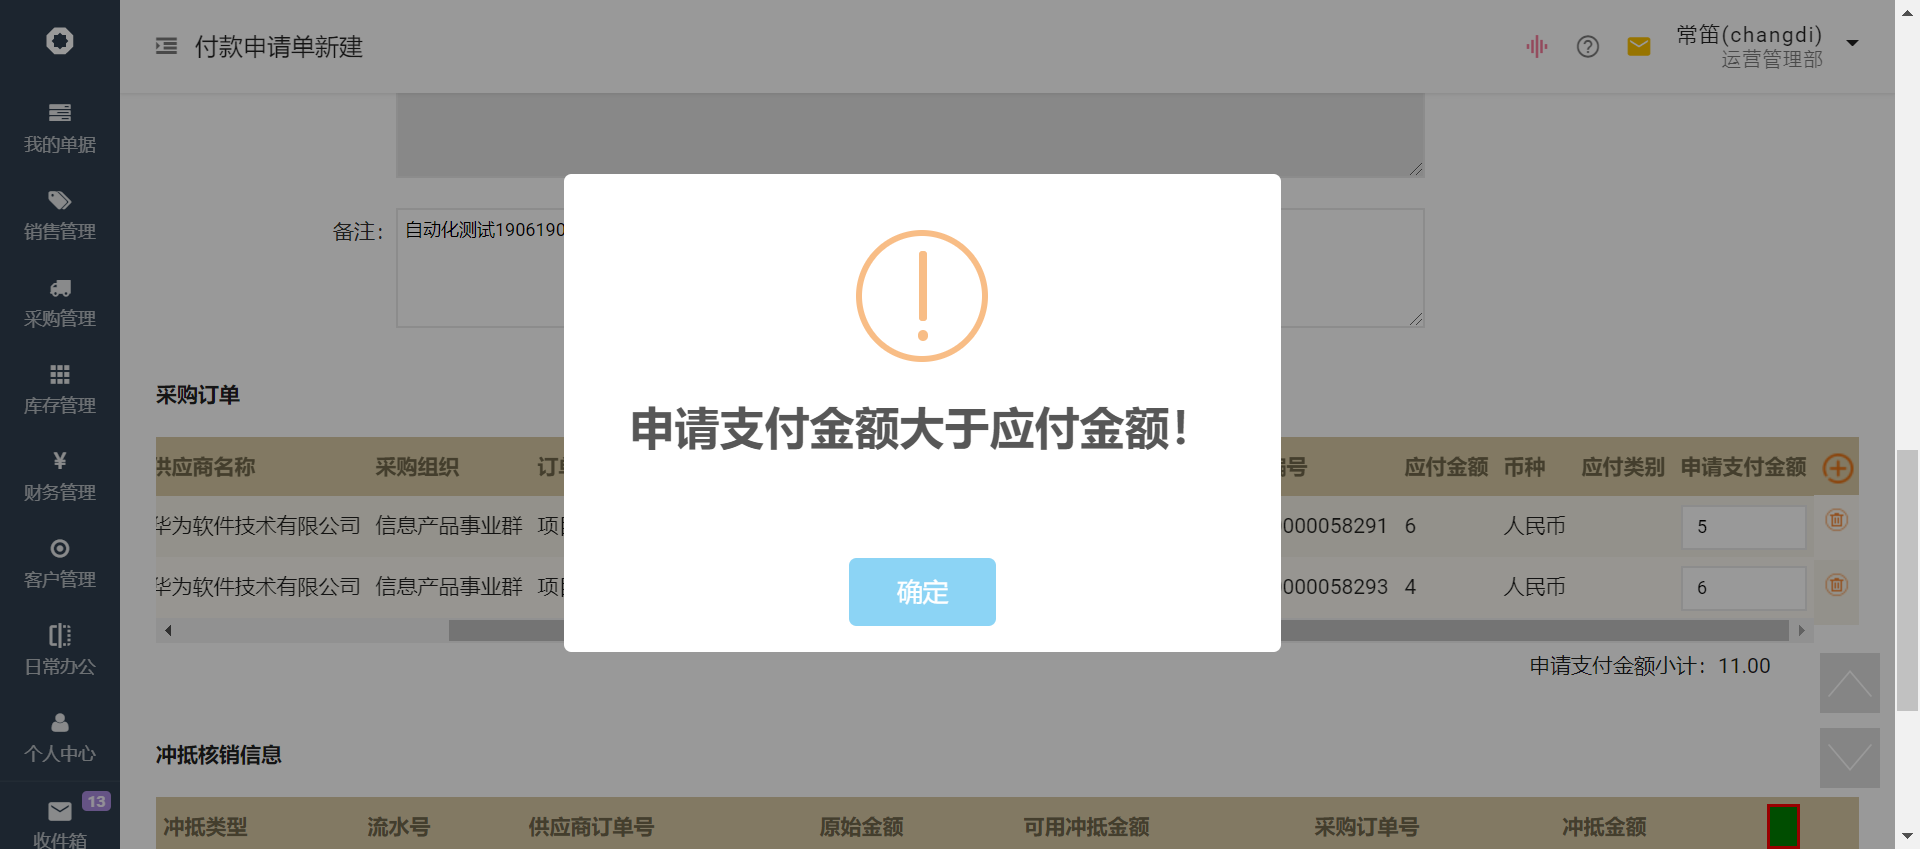 付款申请单新建
常笛(changdi)
运营管理部
我的单据
销售管理
采购管理
库存管理
财务管理
客户管理
日常办公
个人中心
13
收件箱
备注：
自动化测试1906190
申请支付金额大于应付金额！
确定
采购订单
供应商名称 采购组织 应付金额 币种 应付类别 申请支付金额
华为软件技术有限公司 信息产品事业群 000058291 6 人民币 5
华为软件技术有限公司 信息产品事业群 000058293 4 人民币 6
申请支付金额小计：11.00
冲抵核销信息
冲抵类型 流水号 供应商订单号 原始金额 可用冲抵金额 采购订单号 冲抵金额